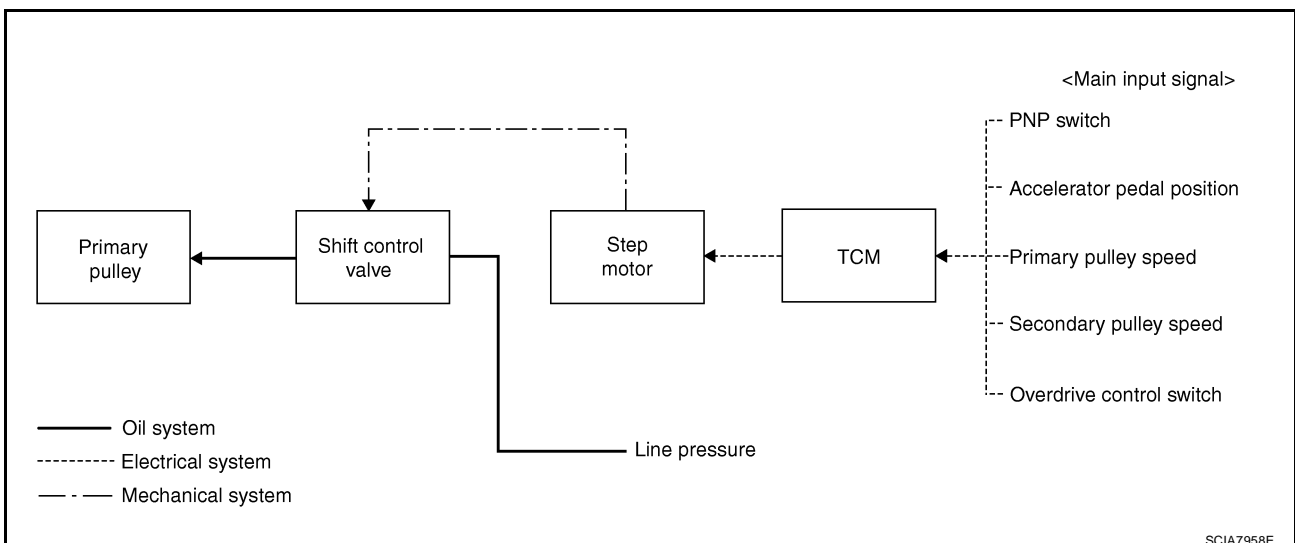 <Main input signal>
PNP switch
Accelerator pedal position
Primary
pulley
Shift control
valve
Step
motor
TCM
Primary pulley speed
Secondary pulley speed
Overdrive control switch
Oil system
Line pressure
Electrical system
Mechanical system
SCIA7958E